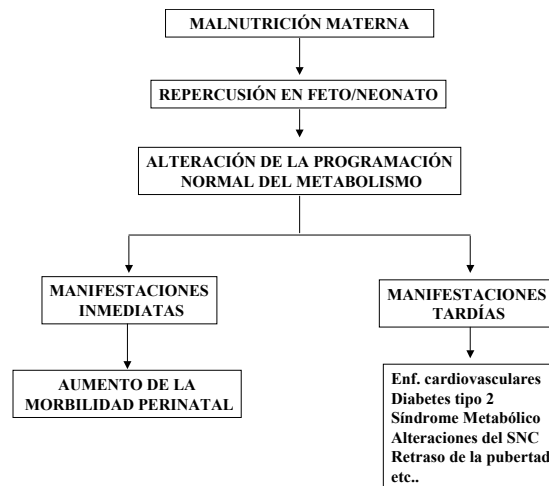 MALNUTRICIÓN MATERNA
REPERCUSIÓN EN FETO/NEONATO
ALTERACIÓN DE LA PROGRAMACIÓN
NORMAL DEL METABOLISMO
MANIFESTACIONES
INMEDIATAS
AUMENTO DE LA
MORBILIDAD PERINATAL
MANIFESTACIONES
TARDÍAS
Enf. cardiovasculares
Diabetes tipo 2
Síndrome Metabólico
Alteraciones del SNC
Retraso de la pubertad
etc..